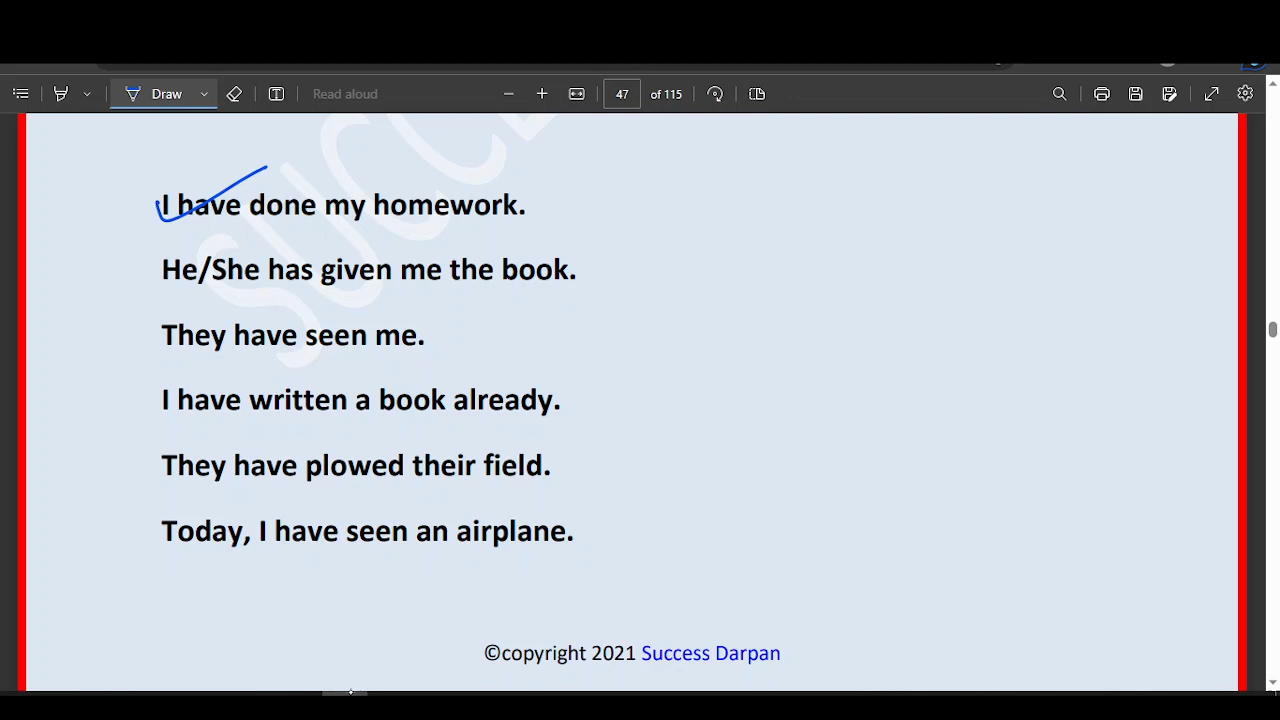 Draw
Read aloud
47
of 115
SUCCE
I have done my homework.
He/She has given me the book.
They have seen me.
I have written a book already.
They have plowed their field.
Today, I have seen an airplane.
©copyright 2021 Success Darpan